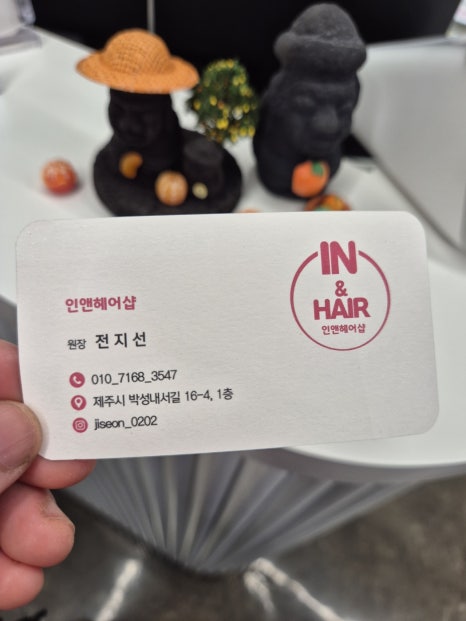 인앤헤어샵
원장 전지선
010_7168_3547
제주시 박성내서길 16-4, 1층
jiseon_0202
IN
&
HAIR
인앤헤어샵